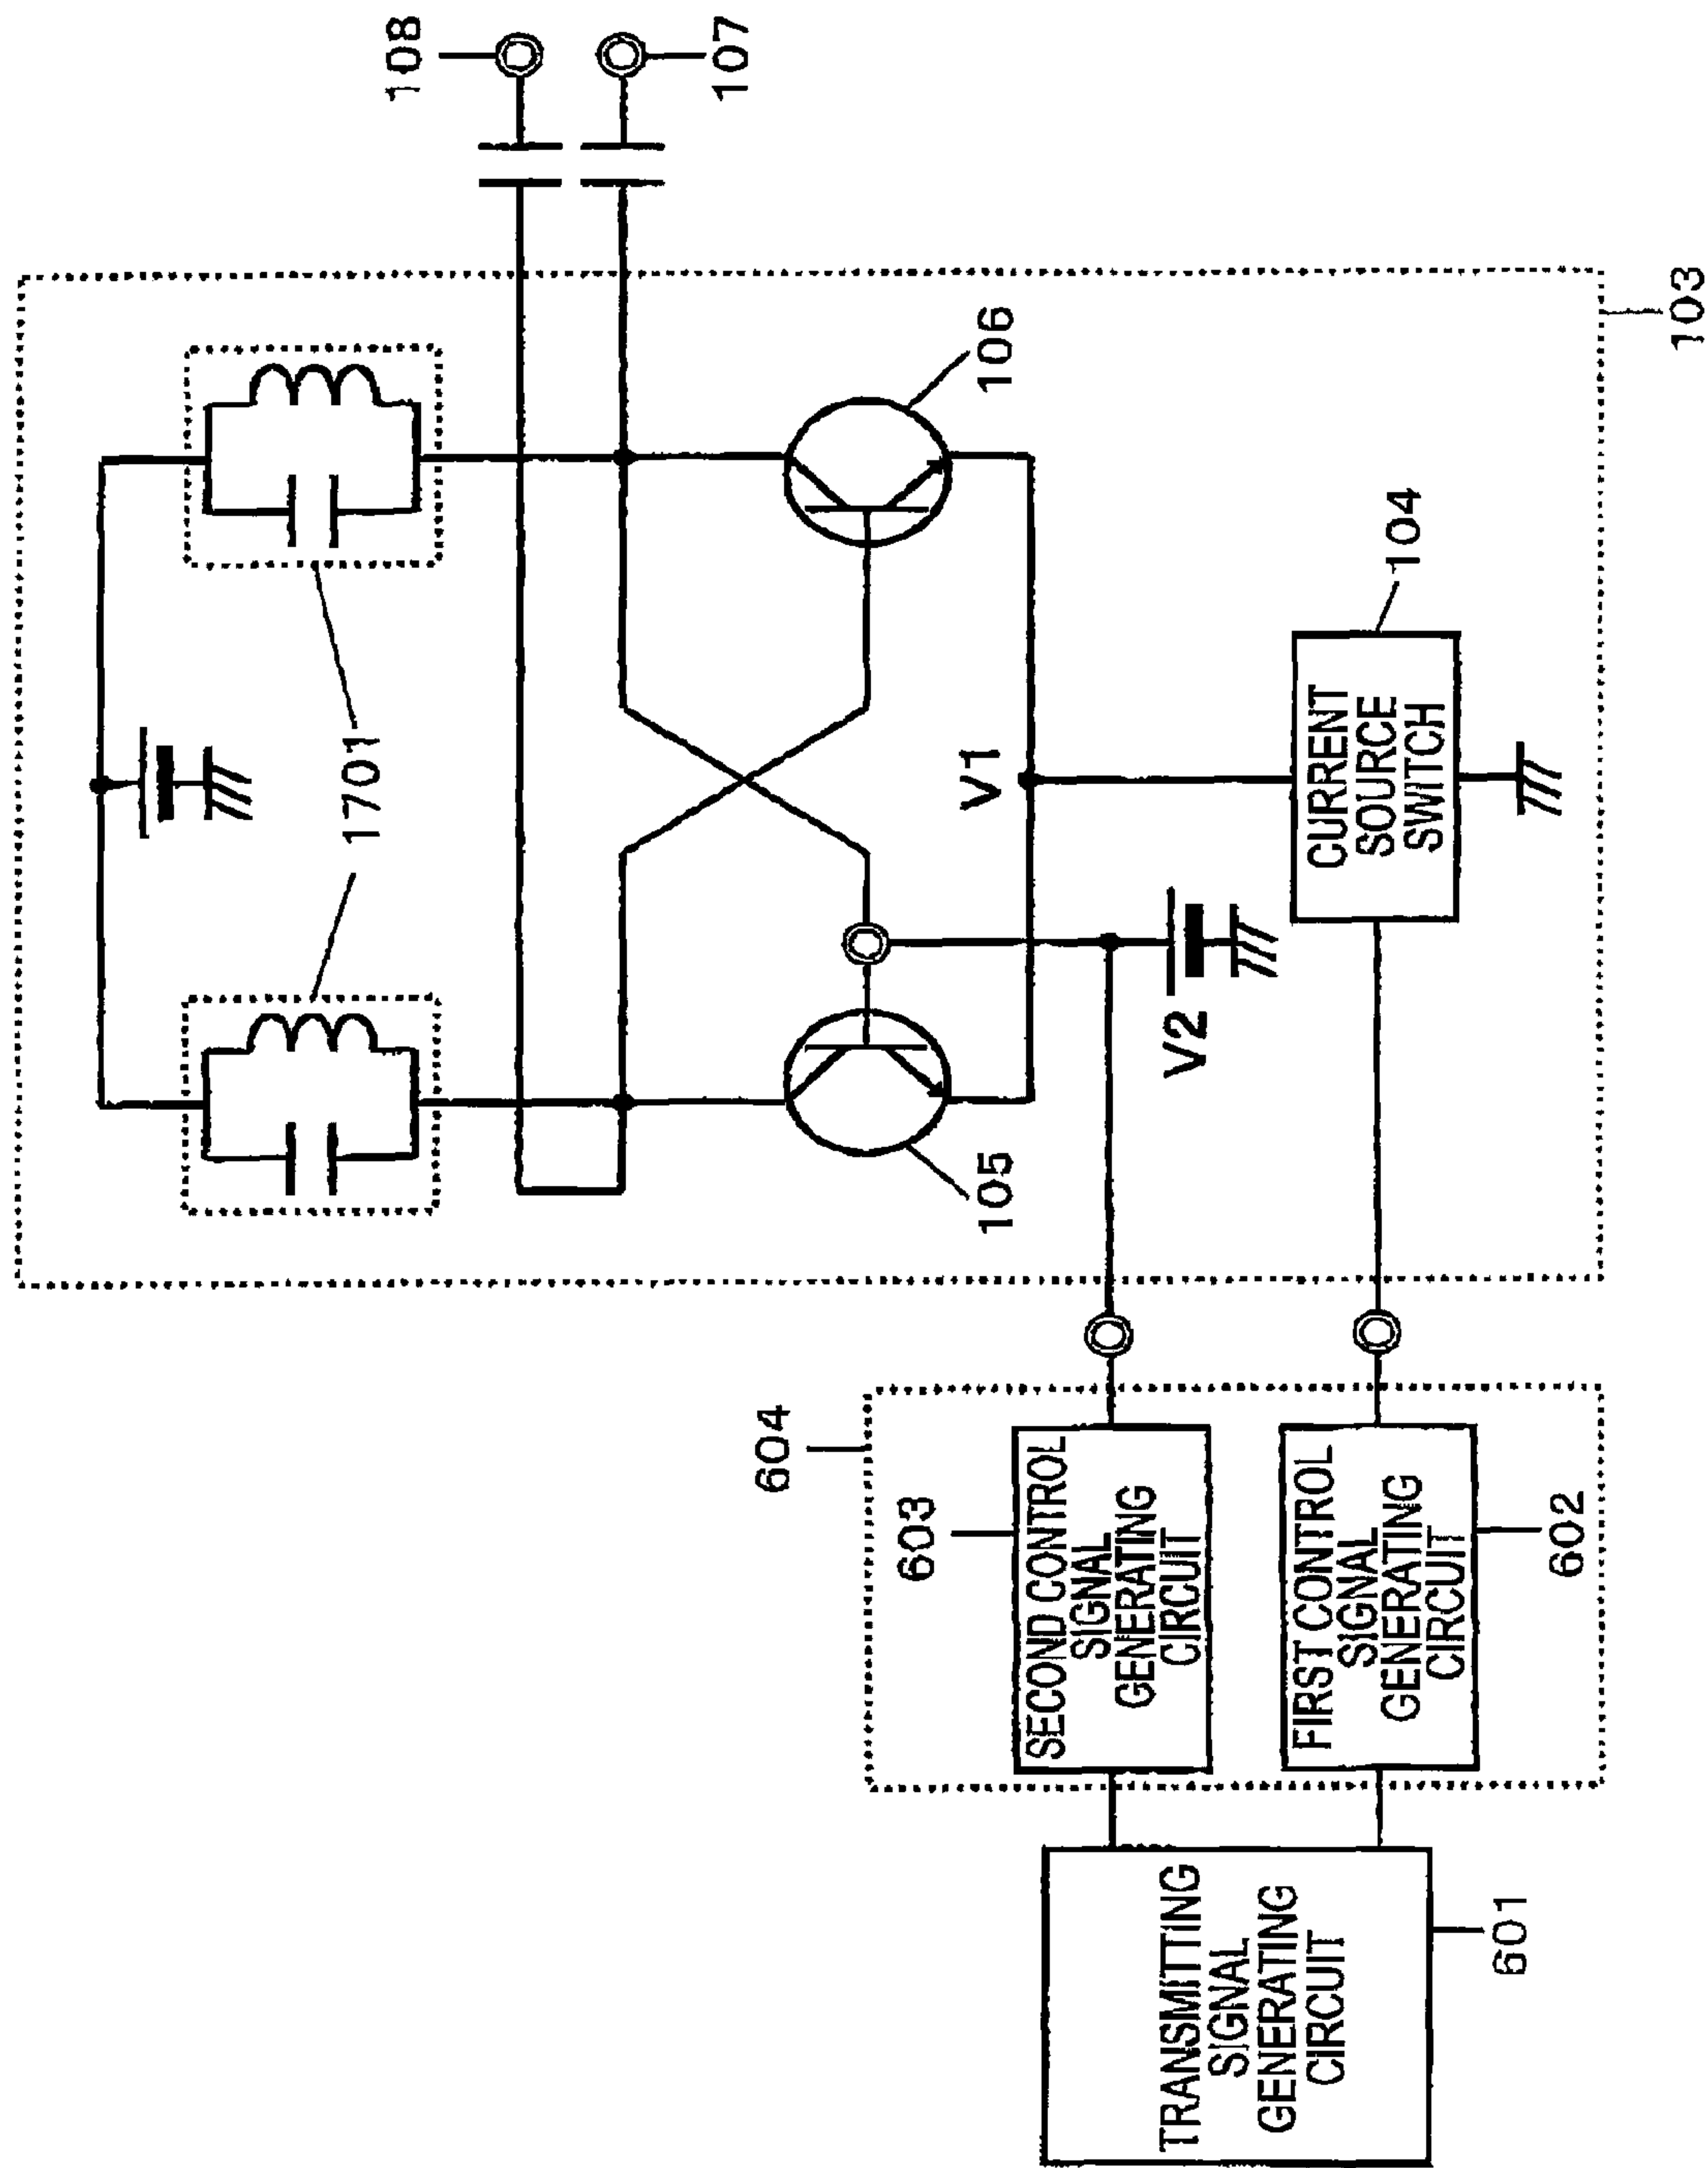 108
107
103
1701
106
105
V1
V2
104
CURRENT
SOURCE
SWITCH
604
603
SECOND CONTROL
SIGNAL
GENERATING
CIRCUIT
FIRST CONTROL
SIGNAL
GENERATING
CIRCUIT
602
TRANSMITTING
SIGNAL
GENERATING
CIRCUIT
601